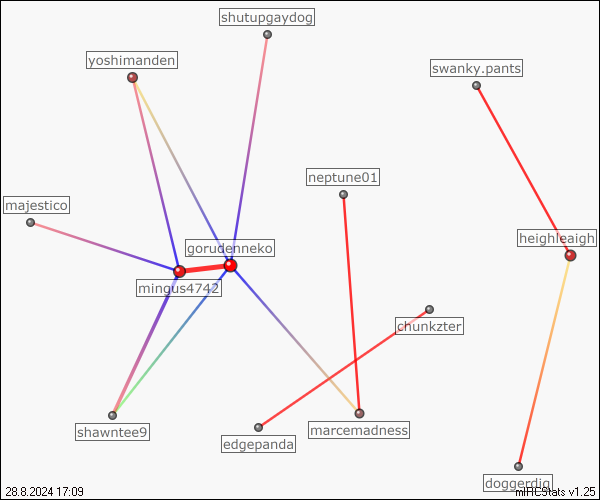 shutupgaydog
yoshimanden
swanky.pants
neptune01
majestico
heighleaigh
gorudenneko
mingus4742
chunkzter
shawntee9
marcemadness
edgepanda
doggerdig
28.8.2024 17:09
mIRCStats v1.25